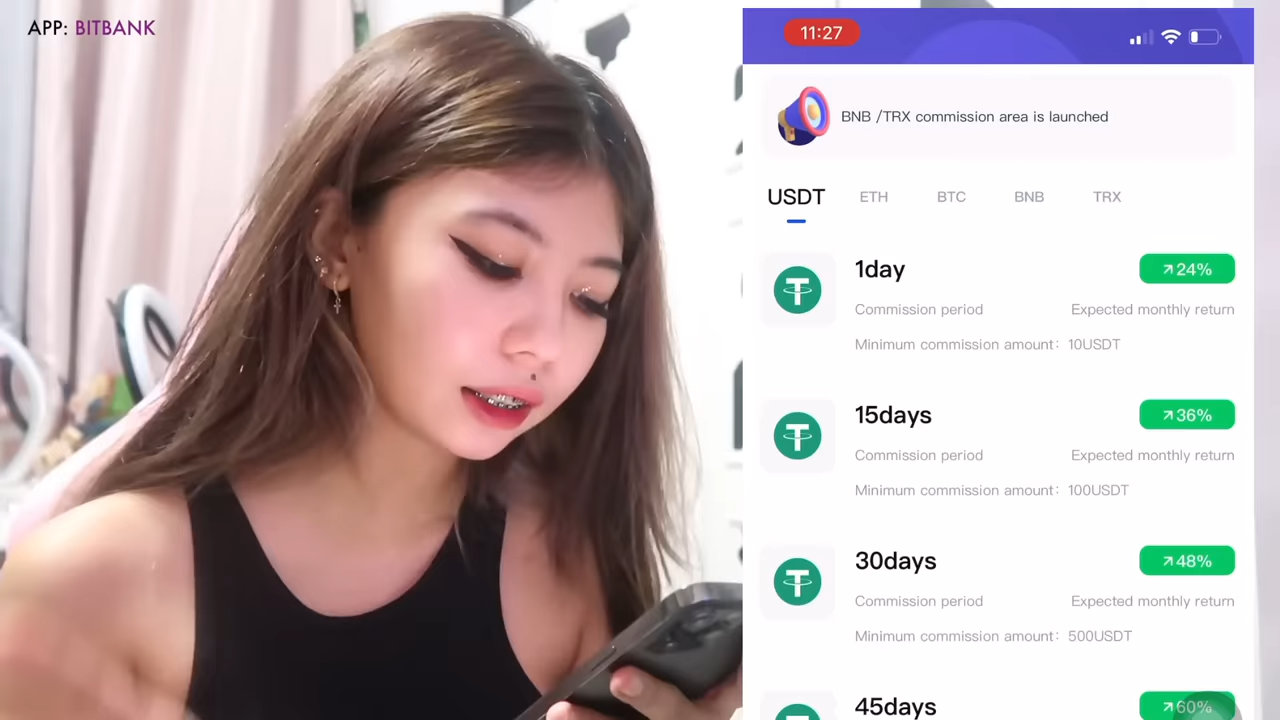 APP: BITBANK
11:27
BNB /TRX commission area is launched
USDT ETH BTC BNB TRX
1day 24%
Commission period Expected monthly return
Minimum commission amount: 10USDT
15days 36%
Commission period Expected monthly return
Minimum commission amount: 100USDT
30days 48%
Commission period Expected monthly return
Minimum commission amount: 500USDT
45days 60%